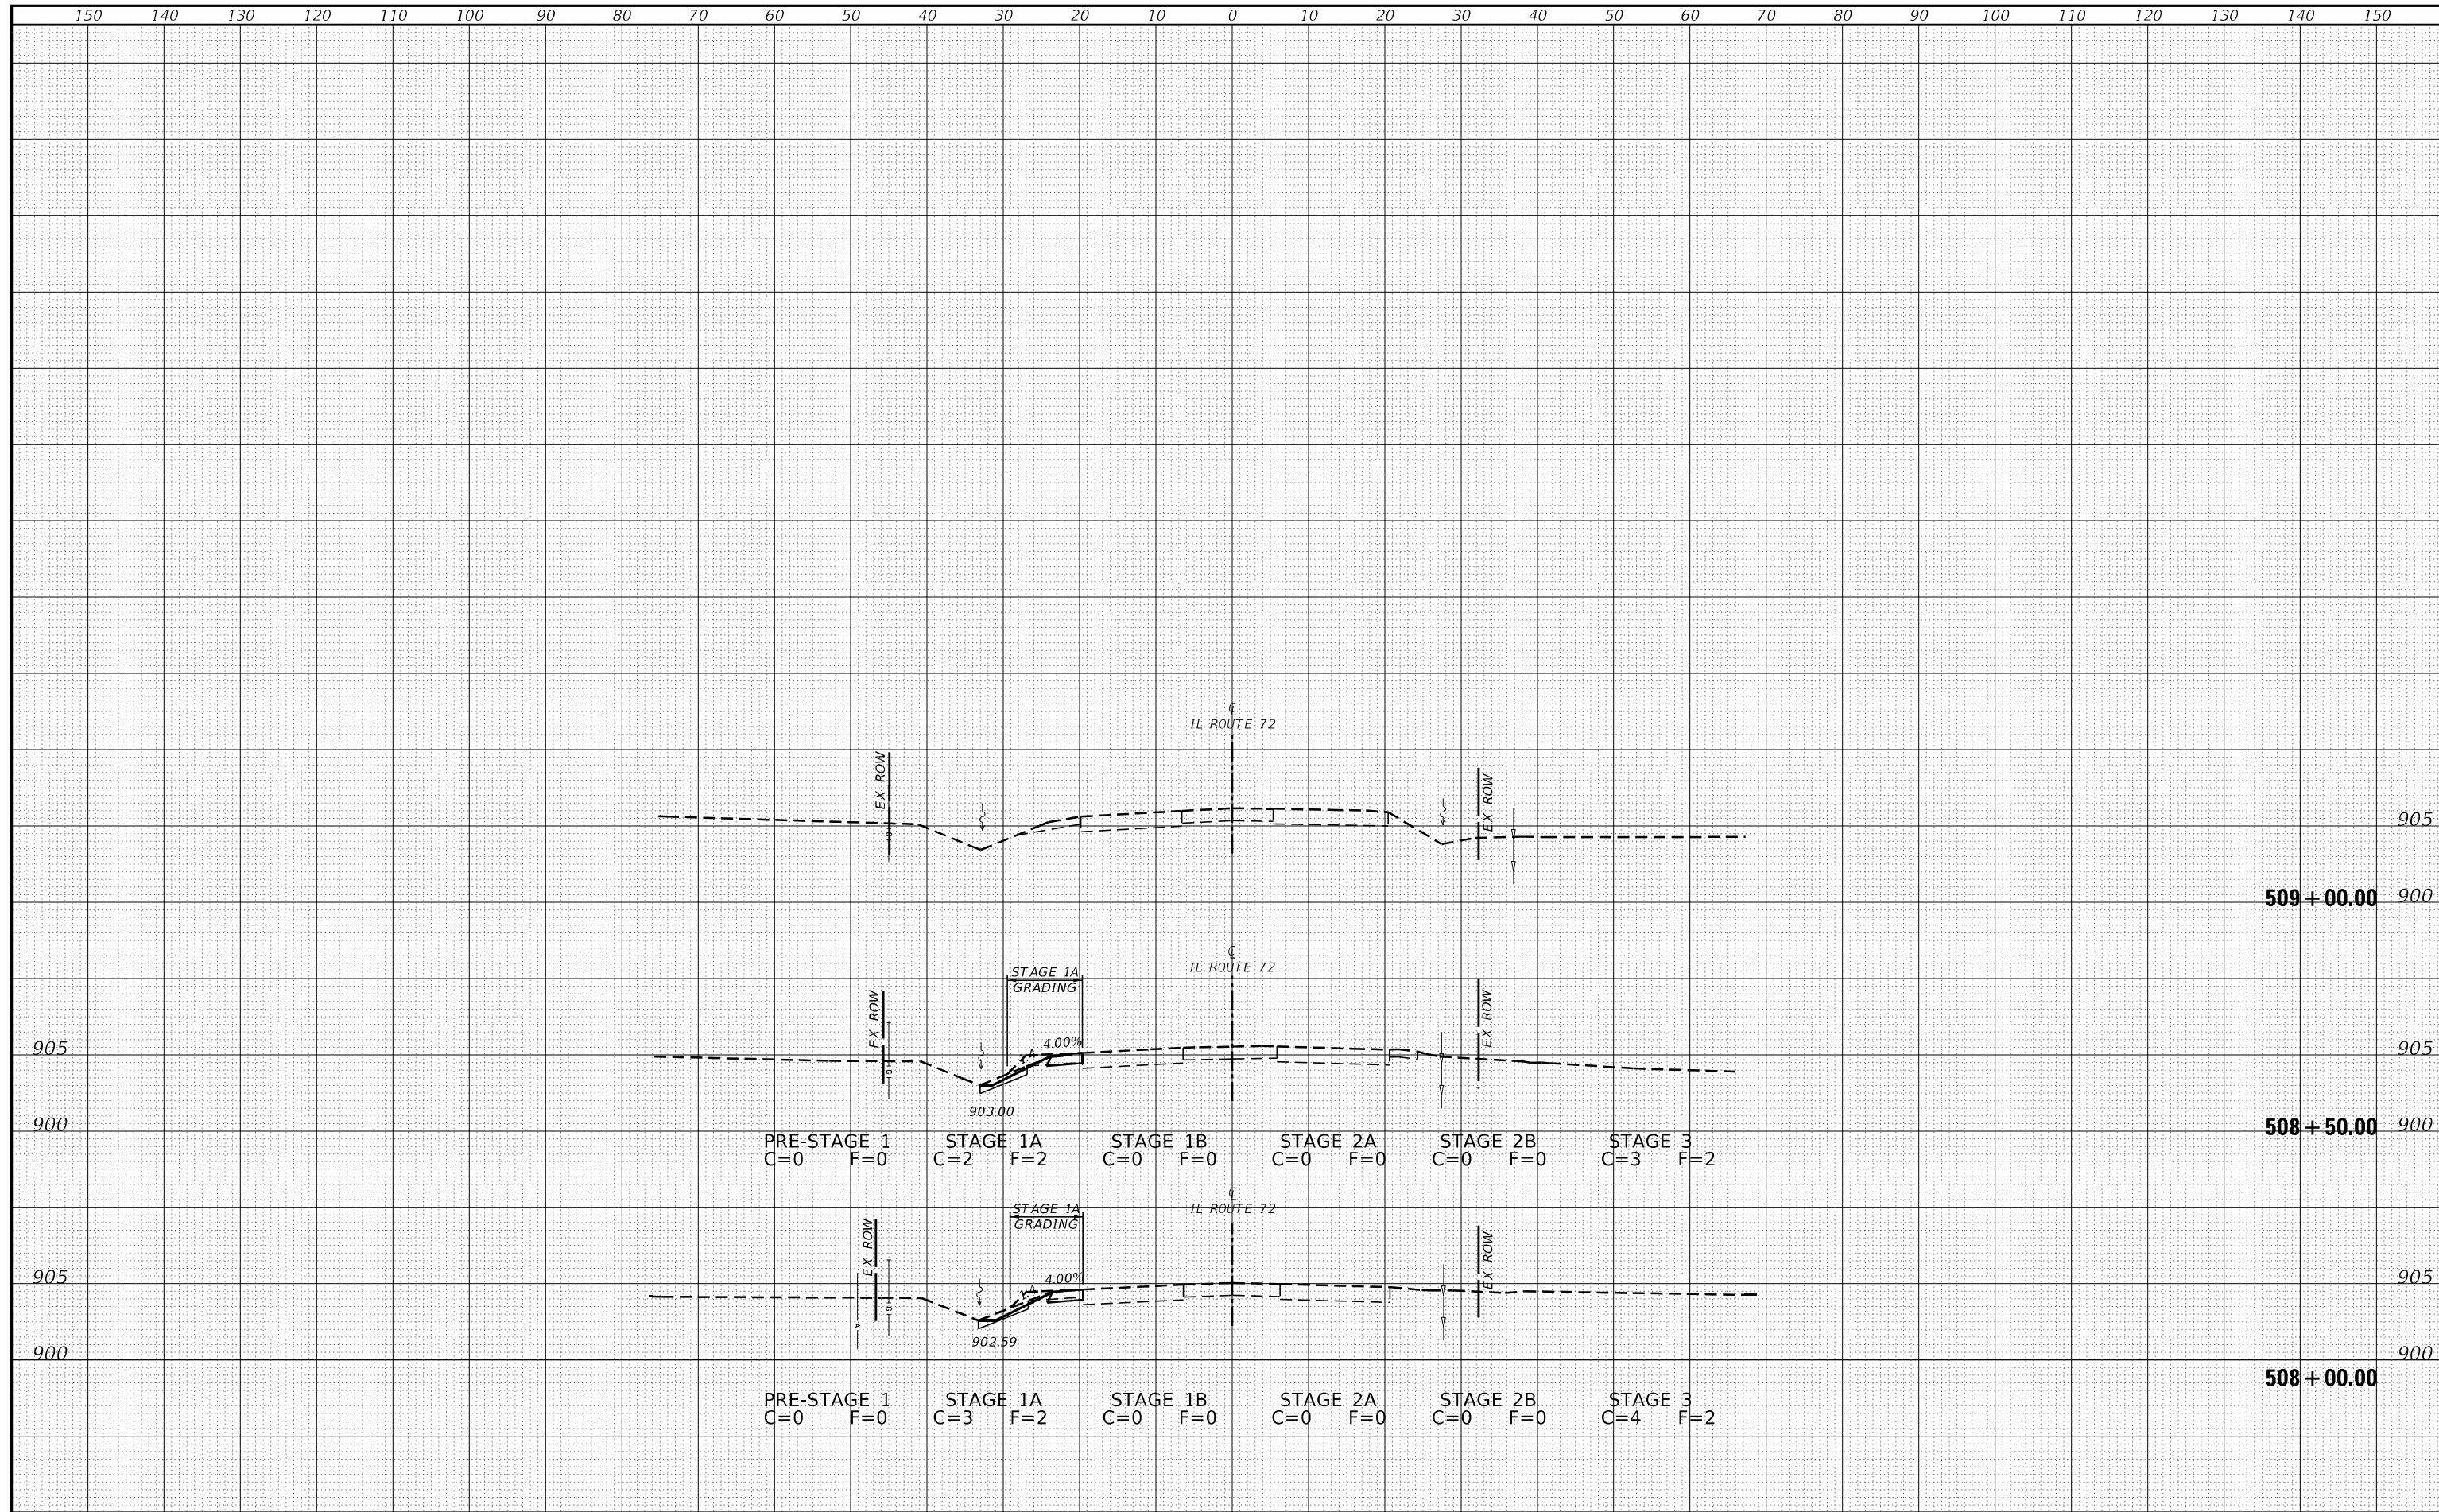 150 140 130 120 110 100 90 80 70 60 50 40 30 20 10 0 10 20 30 40 50 60 70 80 90 100 110 120 130 140 150
℄
IL ROUTE 72
EX ROW
EX ROW
G
905
905
509+00.00 900
℄
IL ROUTE 72
STAGE 1A
GRADING
EX ROW
EX ROW
4.00%
G
905
905
903.00
900
508+50.00 900
PRE-STAGE 1 STAGE 1A STAGE 1B STAGE 2A STAGE 2B STAGE 3
C=0 F=0 C=2 F=2 C=0 F=0 C=0 F=0 C=0 F=0 C=3 F=2
℄
IL ROUTE 72
STAGE 1A
GRADING
EX ROW
EX ROW
4.00%
G
A
905
905
902.59
900
900
508+00.00
PRE-STAGE 1 STAGE 1A STAGE 1B STAGE 2A STAGE 2B STAGE 3
C=0 F=0 C=3 F=2 C=0 F=0 C=0 F=0 C=0 F=0 C=4 F=2